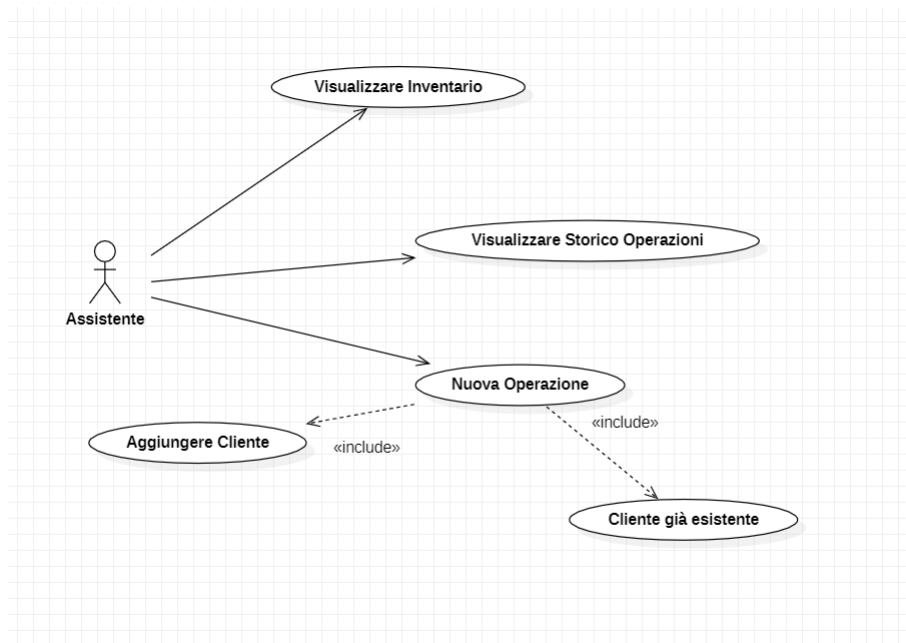 Visualizzare Inventario
Visualizzare Storico Operazioni
Assistente
Nuova Operazione
«include»
Aggiungere Cliente
«include»
Cliente già esistente